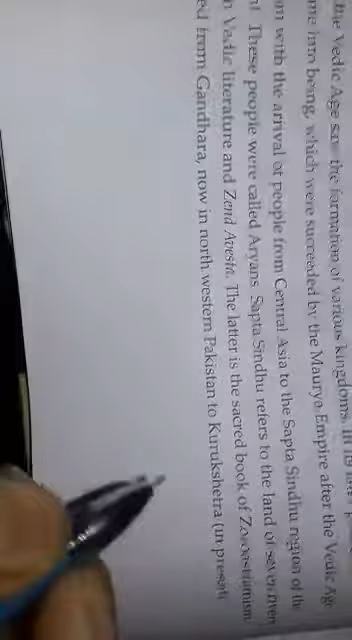 the Vedic Age saw the formation of various kingdoms. In its
me into being, which were succeeded by the Maurya Empire after the Vedic Age
with the arrival of people from Central Asia to the Sapta Sindhu region of the
These people were called Aryans. Sapta Sindhu refers to the land of seven river
Vedic literature and Zend Avesta. The latter is the sacred book of Zoroastrianism
ed from Gandhara, now in north western Pakistan to Kurukshetra (in present